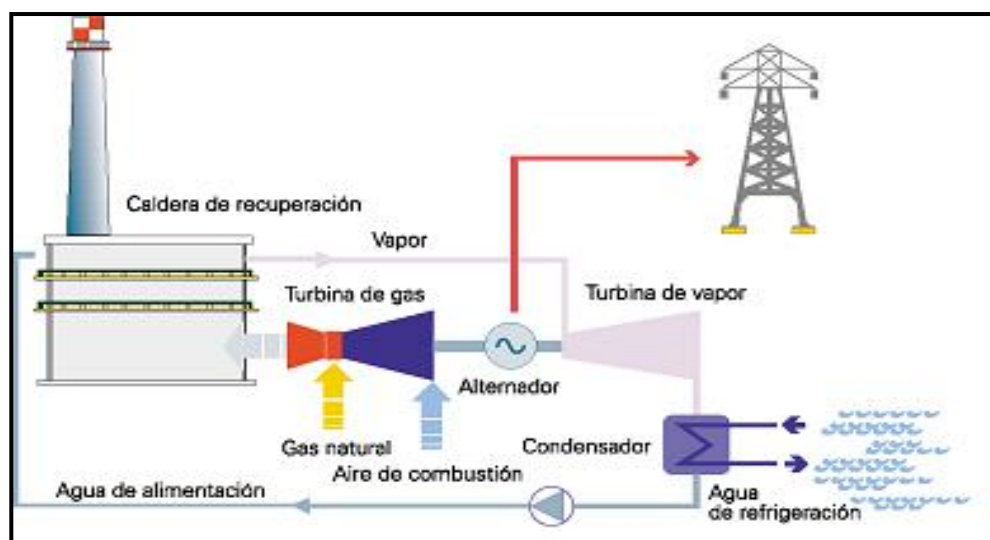 Caldera de recuperación
Vapor
Turbina de gas
Turbina de vapor
Alternador
Gas natural
Aire de combustión
Condensador
Agua de alimentación
Agua
de refrigeración